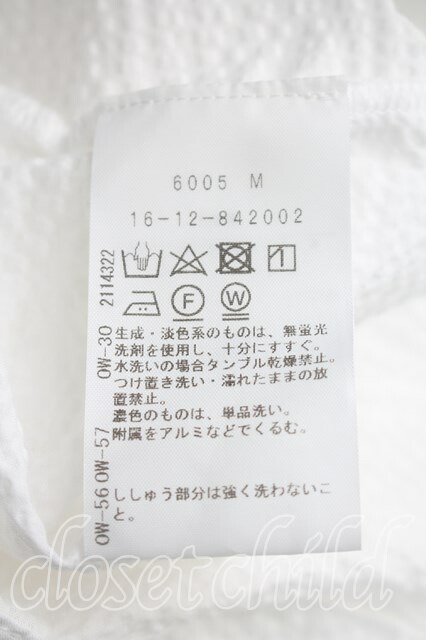 6005 M
16-12-842002
2114322
F
W
OW-30
生成・淡色系のものは、無蛍光
洗剤を使用し、十分にすすぐ。
水洗いの場合タンブル乾燥禁止。
つけ置き洗い・濡れたままの放
置禁止。
濃色のものは、単品洗い。
附属をアルミなどでくるむ。
OW-56 OW-57
ししゅう部分は強く洗わないこ
と。
closet child